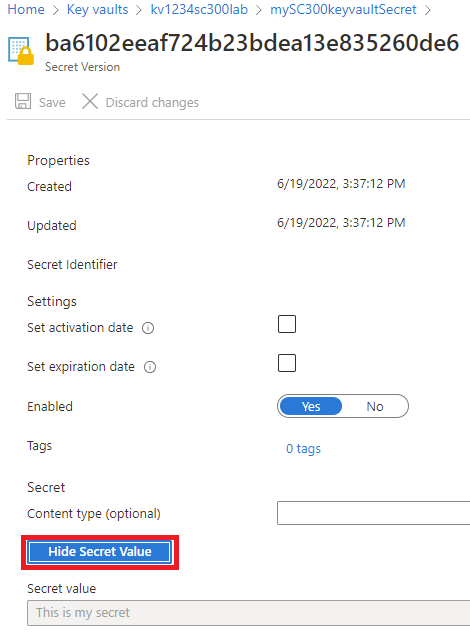 Home > Key vaults > kv1234sc300lab > mySC300keyvaultSecret >
ba6102eeaf724b23bdea13e835260de6
Secret Version
Save Discard changes
Properties
Created 6/19/2022, 3:37:12 PM
Updated 6/19/2022, 3:37:12 PM
Secret Identifier
Settings
Set activation date
Set expiration date
Enabled Yes No
Tags 0 tags
Secret
Content type (optional)
Hide Secret Value
Secret value
This is my secret